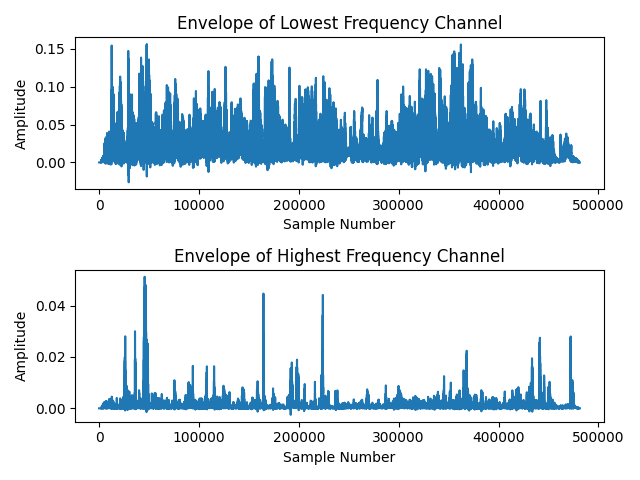 Envelope of Lowest Frequency Channel
0.15
0.10
0.05
0.00
Amplitude
0 100000 200000 300000 400000 500000
Sample Number
Envelope of Highest Frequency Channel
0.04
0.02
0.00
Amplitude
0 100000 200000 300000 400000 500000
Sample Number